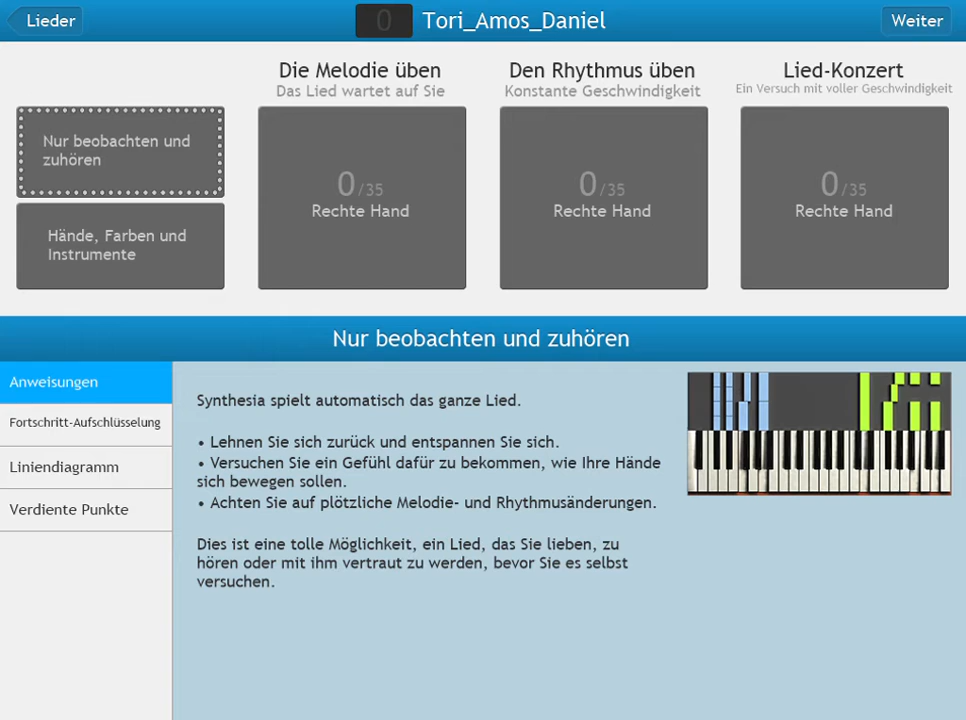 Lieder
0
Tori_Amos_Daniel
Weiter
Die Melodie üben
Das Lied wartet auf Sie
Den Rhythmus üben
Konstante Geschwindigkeit
Lied-Konzert
Ein Versuch mit voller Geschwindigkeit
Nur beobachten und
zuhören
Hände, Farben und
Instrumente
0/35
Rechte Hand
0/35
Rechte Hand
0/35
Rechte Hand
Nur beobachten und zuhören
Anweisungen
Fortschritt-Aufschlüsselung
Liniendiagramm
Verdiente Punkte
Synthesia spielt automatisch das ganze Lied.
• Lehnen Sie sich zurück und entspannen Sie sich.
• Versuchen Sie ein Gefühl dafür zu bekommen, wie Ihre Hände
sich bewegen sollen.
• Achten Sie auf plötzliche Melodie- und Rhythmusänderungen.
Dies ist eine tolle Möglichkeit, ein Lied, das Sie lieben, zu
hören oder mit ihm vertraut zu werden, bevor Sie es selbst
versuchen.